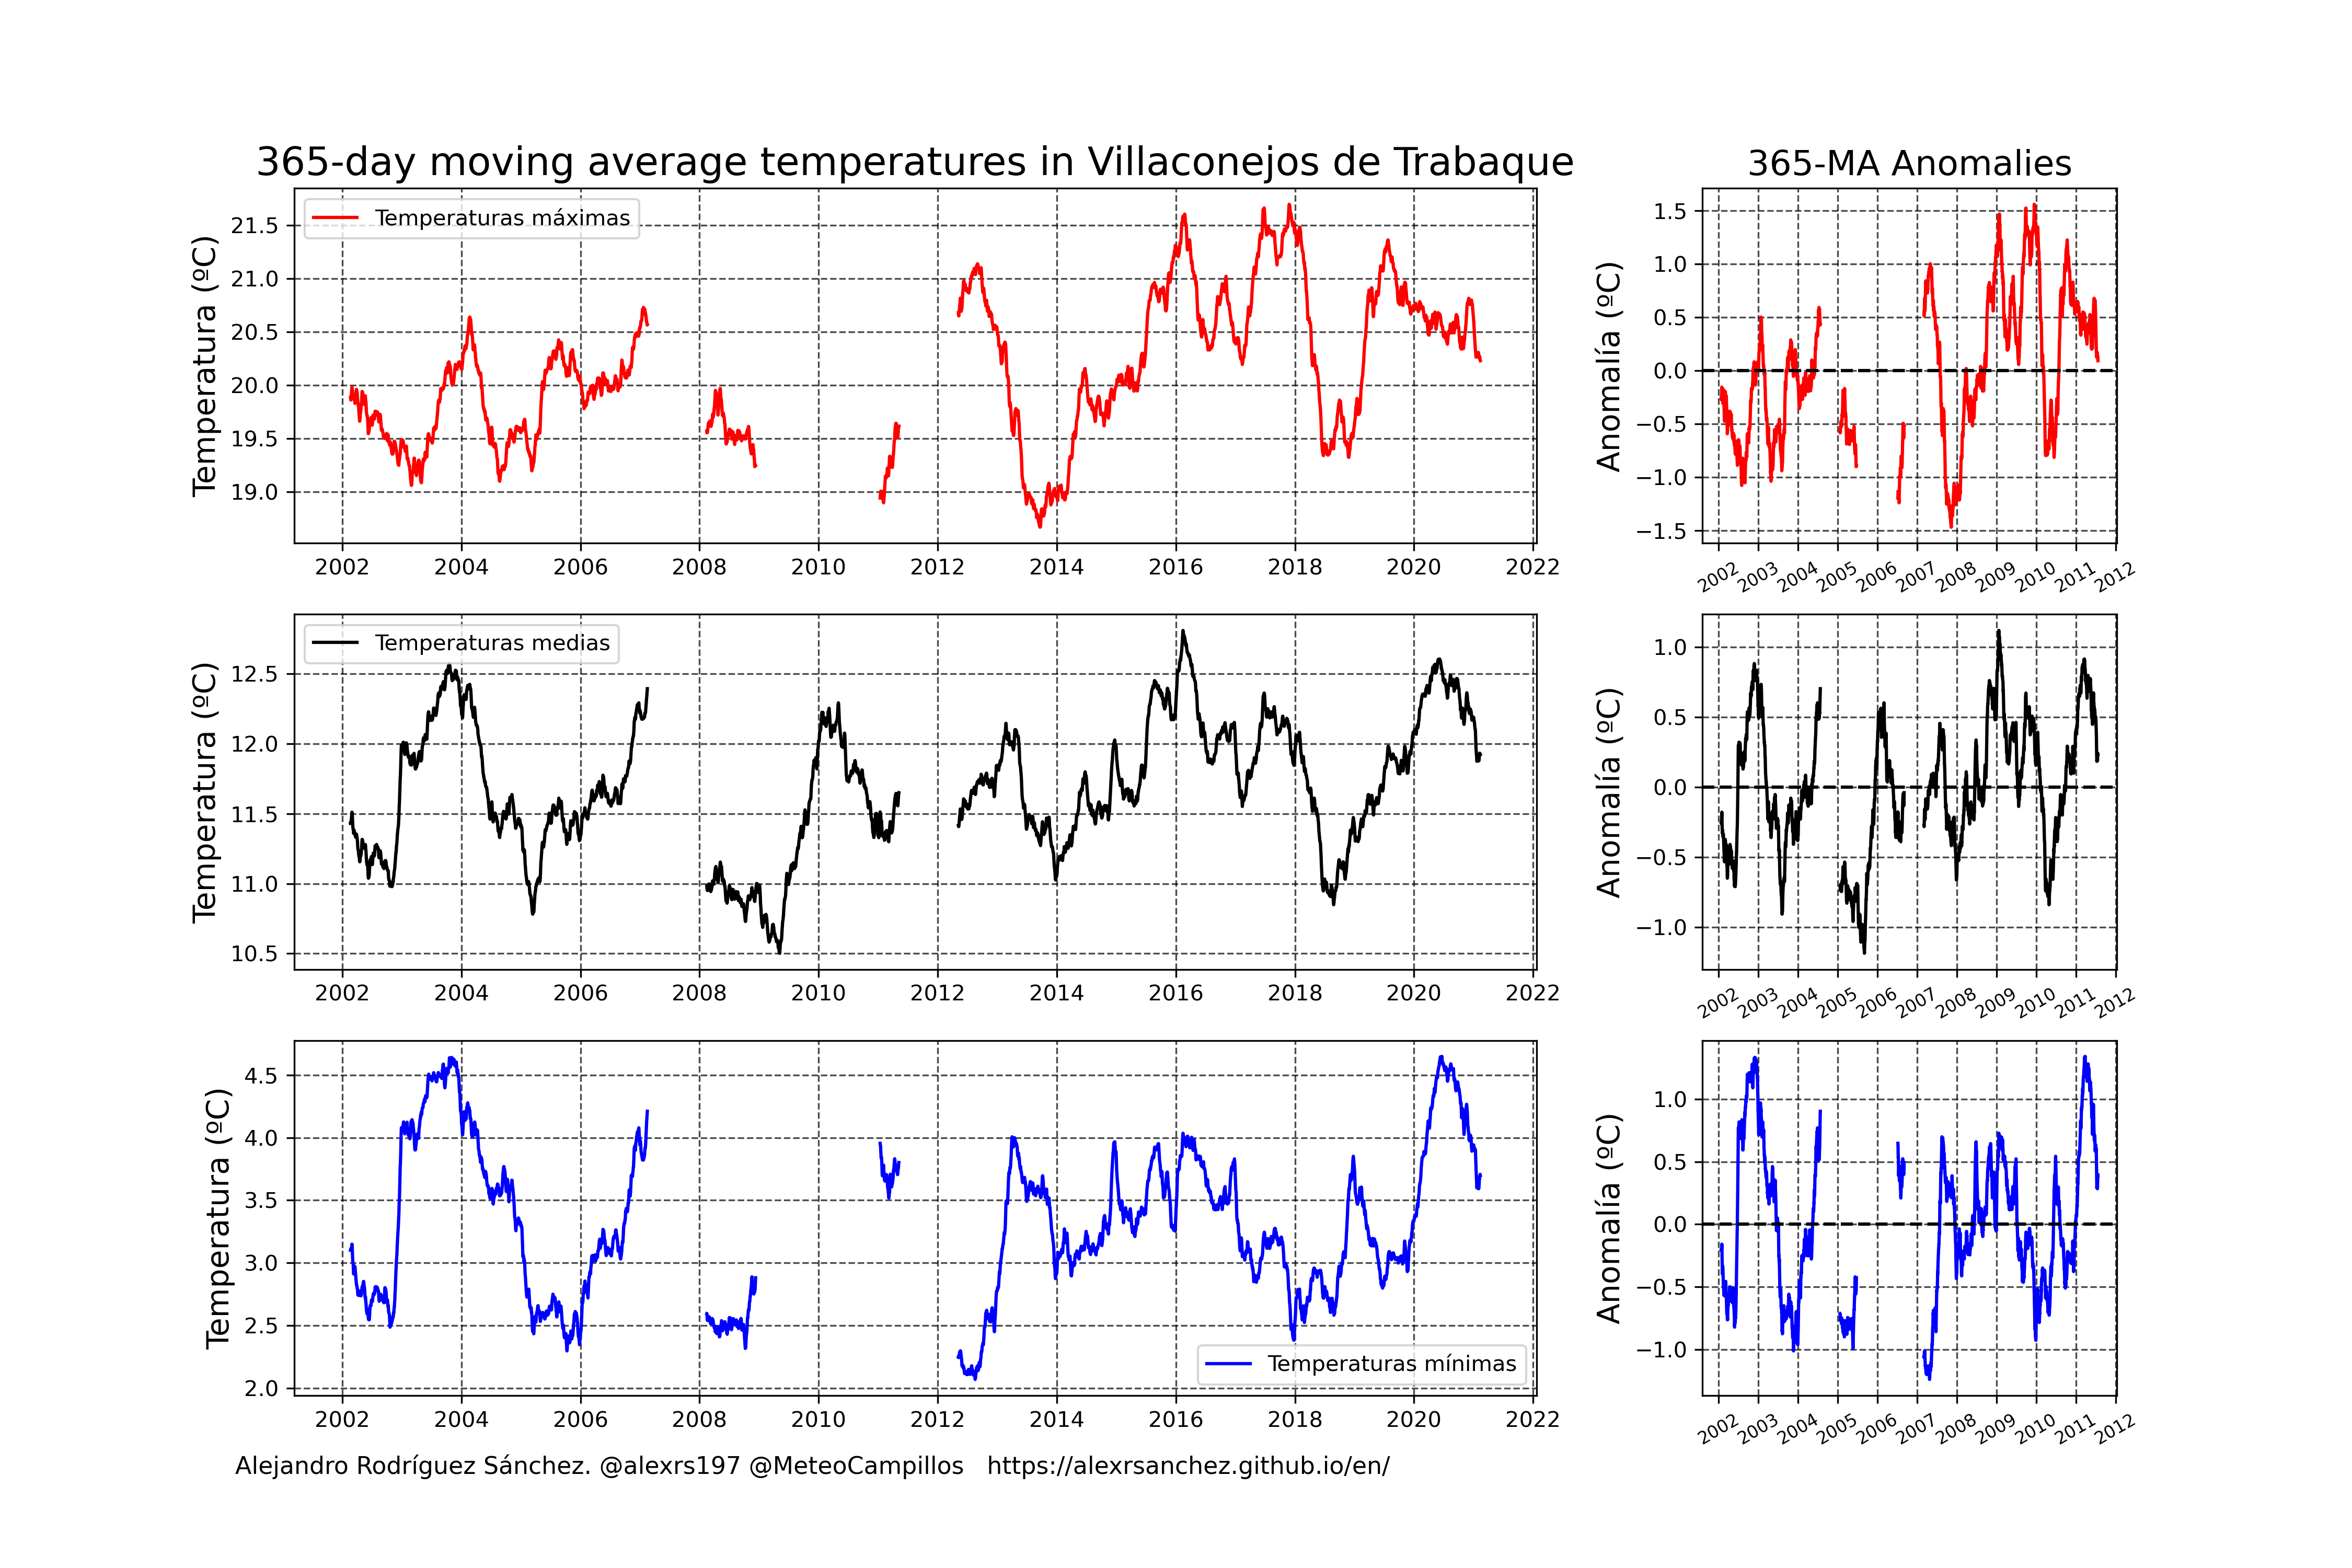 365-day moving average temperatures in Villaconejos de Trabaque
365-MA Anomalies
Temperatura (ºC)
21.5
21.0
20.5
20.0
19.5
19.0
Temperaturas máximas
2002 2004 2006 2008 2010 2012 2014 2016 2018 2020 2022
Anomalía (ºC)
1.5
1.0
0.5
0.0
−0.5
−1.0
−1.5
2002 2003 2004 2005 2006 2007 2008 2009 2010 2011 2012
Temperatura (ºC)
12.5
12.0
11.5
11.0
10.5
Temperaturas medias
2002 2004 2006 2008 2010 2012 2014 2016 2018 2020 2022
Anomalía (ºC)
1.0
0.5
0.0
−0.5
−1.0
2002 2003 2004 2005 2006 2007 2008 2009 2010 2011 2012
Temperatura (ºC)
4.5
4.0
3.5
3.0
2.5
2.0
Temperaturas mínimas
2002 2004 2006 2008 2010 2012 2014 2016 2018 2020 2022
Anomalía (ºC)
1.0
0.5
0.0
−0.5
−1.0
2002 2003 2004 2005 2006 2007 2008 2009 2010 2011 2012
Alejandro Rodríguez Sánchez. @alexrs197 @MeteoCampillos https://alexrsanchez.github.io/en/